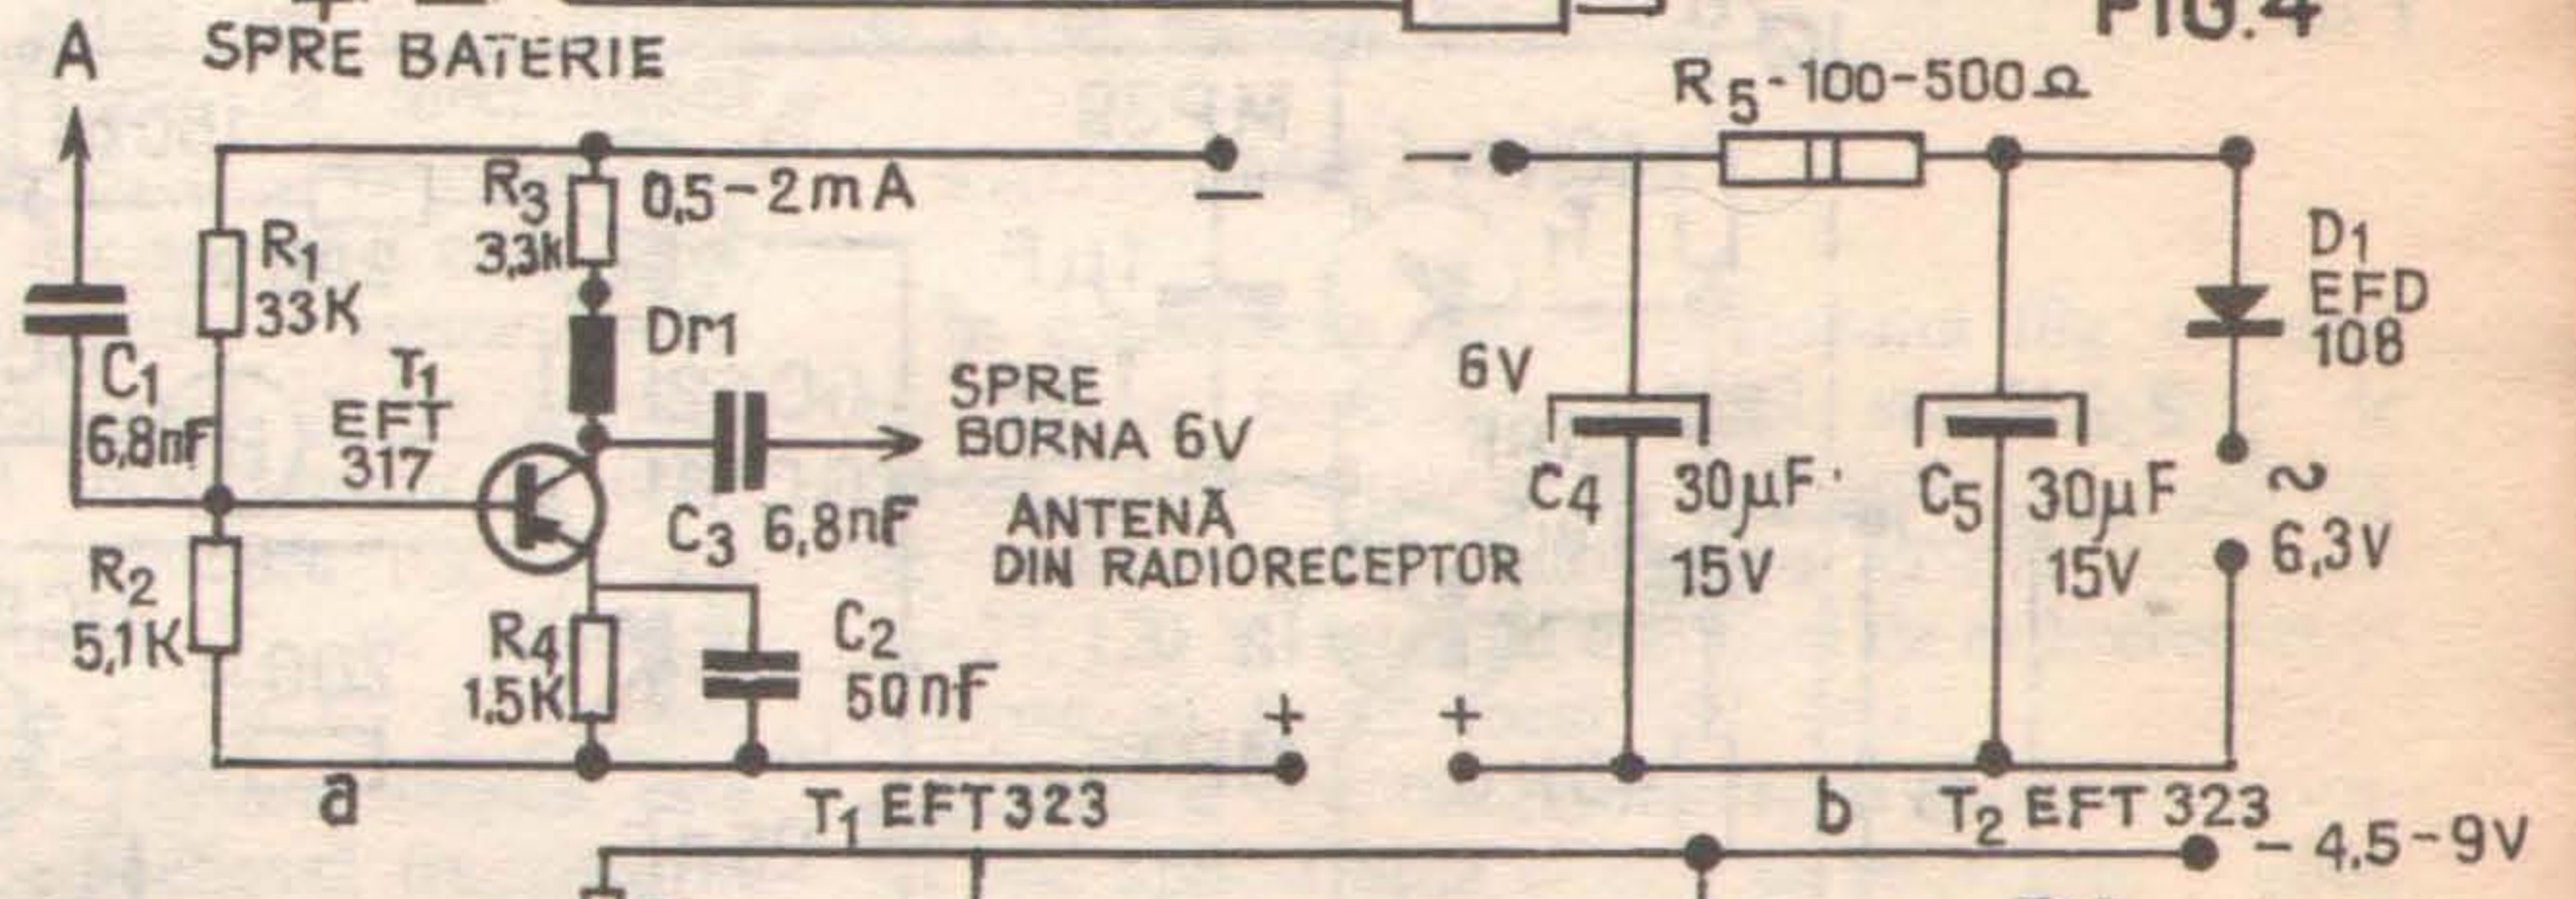 FIG.4
A
SPRE BATERIE
R5-100-500Ω
R3
3,3k
0,5-2mA
R1
33K
Dr1
D1
EFD
108
C1
6,8nF
T1
EFT
317
SPRE
BORNA 6V
ANTENĂ
DIN RADIORECEPTOR
C3 6,8nF
6V
C4
30µF
15V
C5
30µF
15V
~
6,3V
R2
5,1K
R4
1.5K
C2
50nF
+
+
a
b
T1 EFT323
T2 EFT 323
- 4,5-9V